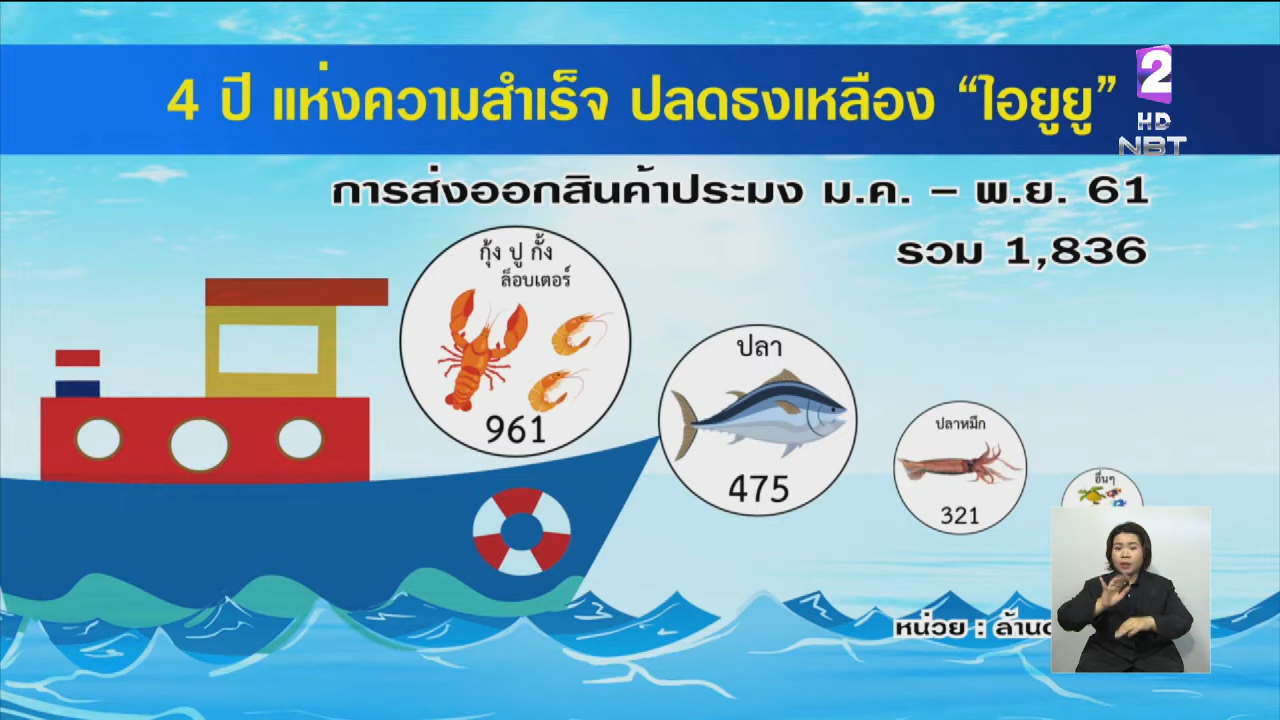 4 ปี แห่งความสำเร็จ ปลดธงเหลือง “ไอยูยู”
2
HD
NBT
การส่งออกสินค้าประมง ม.ค. – พ.ย. 61
รวม 1,836
กุ้ง ปู กั้ง
ล็อบเตอร์
961
ปลา
475
ปลาหมึก
321
อื่นๆ
หน่วย :